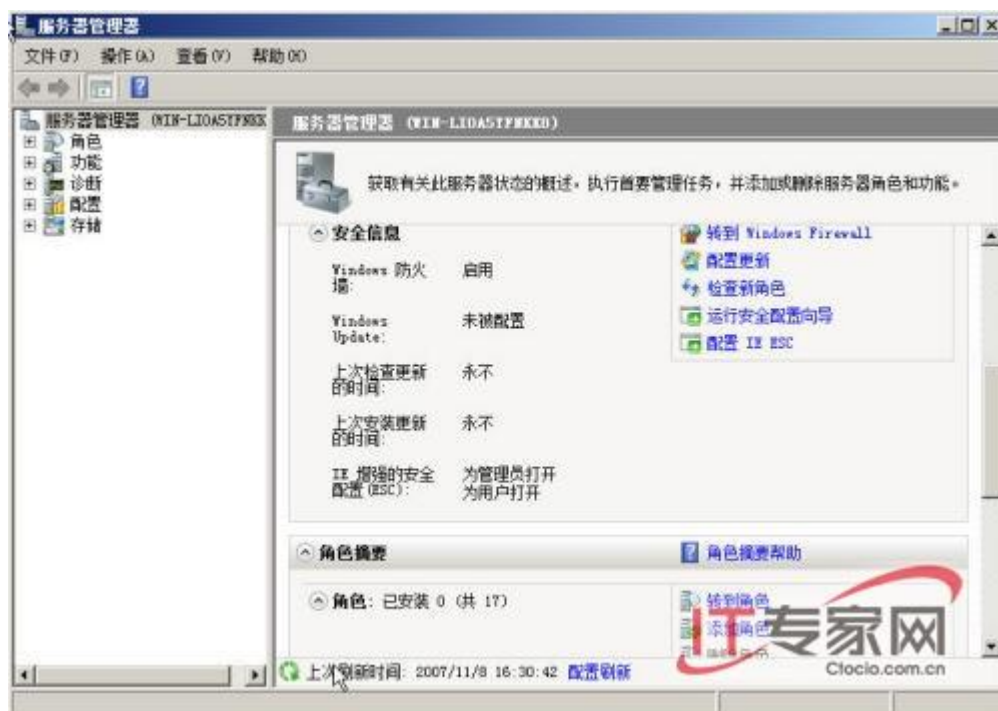 服务器管理器
文件(F) 操作(A) 查看(V) 帮助(H)
服务器管理器 (WIN-LIOA5TFNKK
角色
功能
诊断
配置
存储
服务器管理器 (WIN-LIOA5TFNKK0)
获取有关此服务器状态的概述，执行首要管理任务，并添加或删除服务器角色和功能。
安全信息
转到 Windows Firewall
配置更新
检查新角色
运行安全配置向导
配置 IE ESC
Windows 防火
墙:
启用
Windows
Update:
未被配置
上次检查更新
的时间:
永不
上次安装更新
的时间:
永不
IE 增强的安全
配置(ESC):
为管理员打开
为用户打开
角色摘要
角色摘要帮助
角色: 已安装 0 (共 17)
转到角色
添加角色
上次刷新时间: 2007/11/8 16:30:42 配置刷新
IT专家网
Ctocio.com.cn